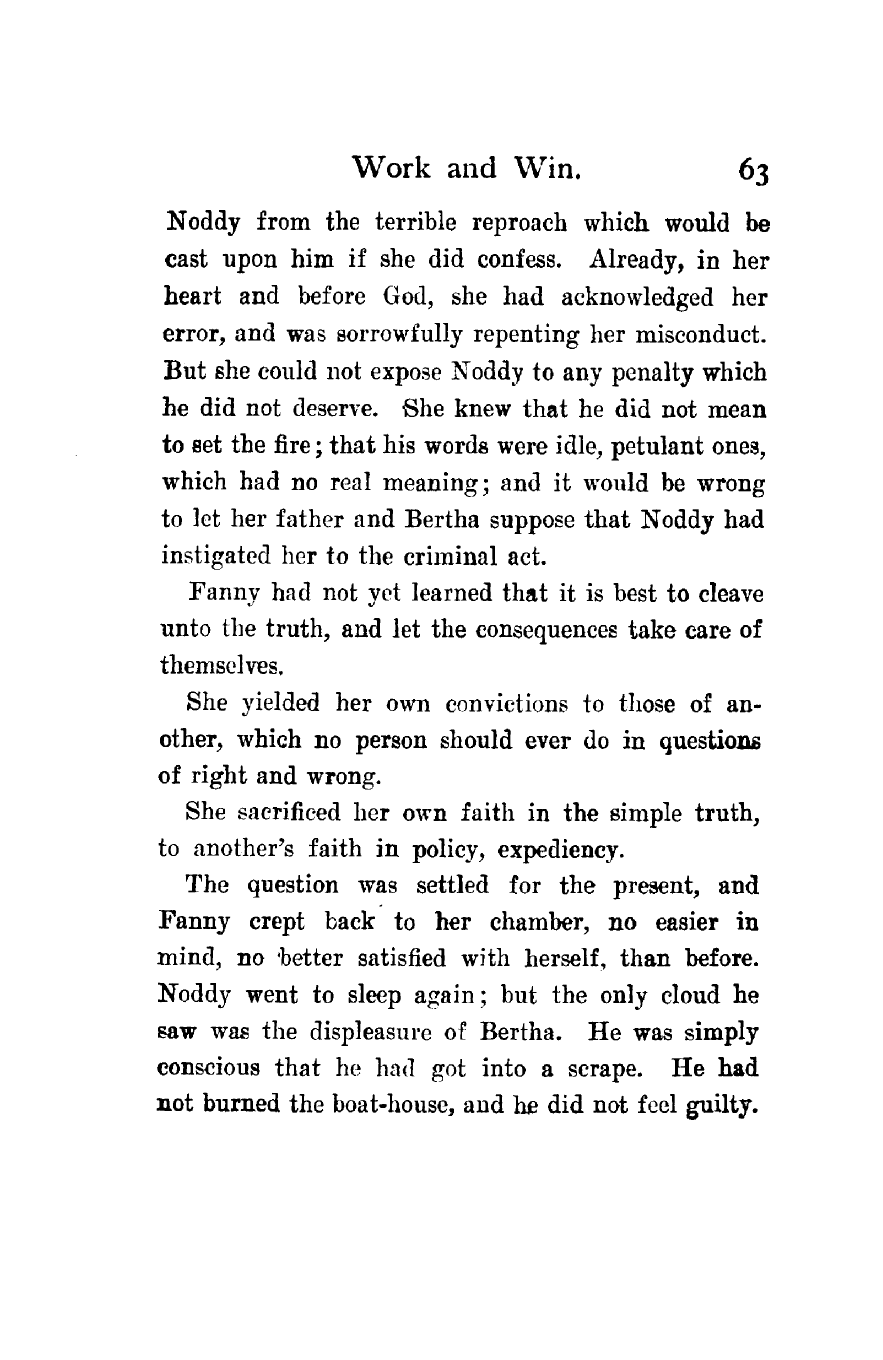 Work and Win. 63
Noddy from the terrible reproach which would be
cast upon him if she did confess. Already, in her
heart and before God, she had acknowledged her
error, and was sorrowfully repenting her misconduct.
But she could not expose Noddy to any penalty which
he did not deserve. She knew that he did not mean
to set the fire; that his words were idle, petulant ones,
which had no real meaning; and it would be wrong
to let her father and Bertha suppose that Noddy had
instigated her to the criminal act.
Fanny had not yet learned that it is best to cleave
unto the truth, and let the consequences take care of
themselves.
She yielded her own convictions to those of an-
other, which no person should ever do in questions
of right and wrong.
She sacrificed her own faith in the simple truth,
to another's faith in policy, expediency.
The question was settled for the present, and
Fanny crept back to her chamber, no easier in
mind, no better satisfied with herself, than before.
Noddy went to sleep again; but the only cloud he
saw was the displeasure of Bertha. He was simply
conscious that he had got into a scrape. He had
not burned the boat-house, and he did not feel guilty.